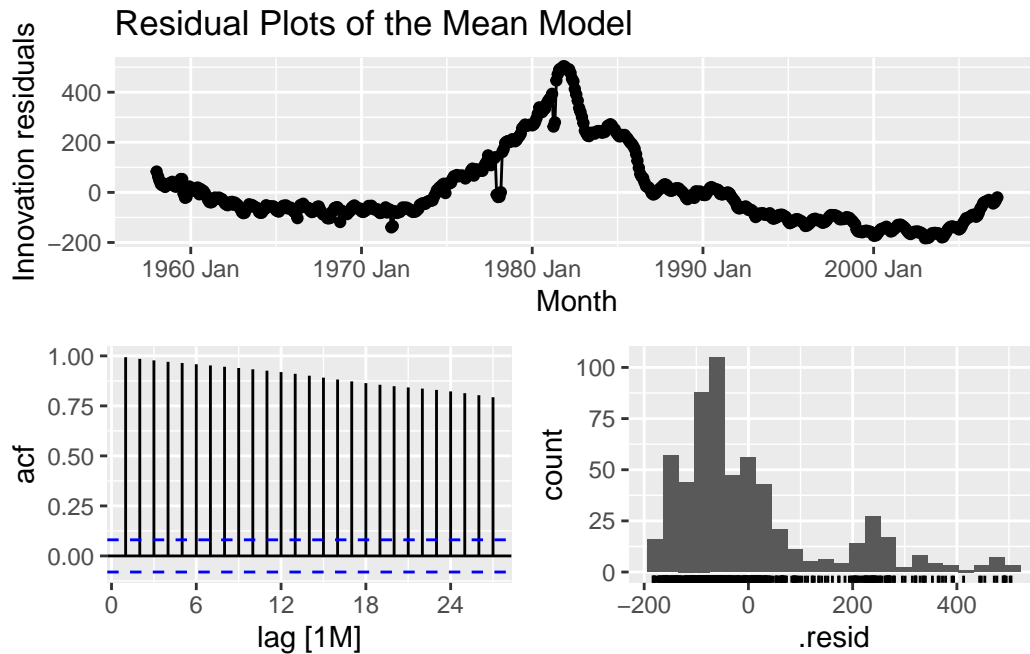 Residual Plots of the Mean Model
Innovation residuals
400
200
0
−200
1960 Jan 1970 Jan 1980 Jan 1990 Jan 2000 Jan
Month
acf
1.00
0.75
0.50
0.25
0.00
0 6 12 18 24
lag [1M]
count
100
75
50
25
0
−200 0 200 400
.resid